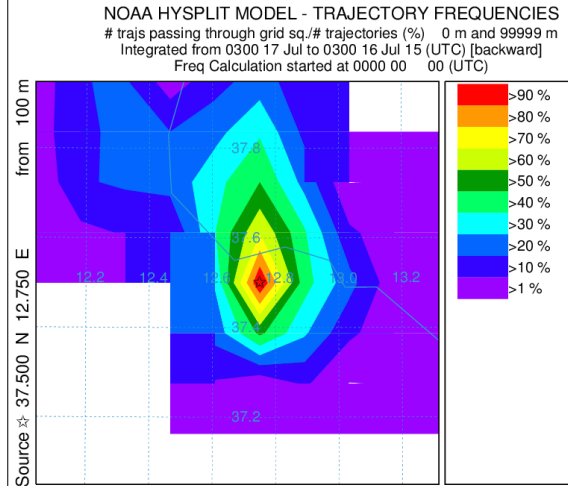 NOAA HYSPLIT MODEL - TRAJECTORY FREQUENCIES
# trajs passing through grid sq./# trajectories (%) 0 m and 99999 m
Integrated from 0300 17 Jul to 0300 16 Jul 15 (UTC) [backward]
Freq Calculation started at 0000 00 00 (UTC)
Source ☆ 37.500 N 12.750 E from 100 m
37.8
37.6
12.2 12.4 12.6 12.8 13.0 13.2
37.4
37.2
>90 %
>80 %
>70 %
>60 %
>50 %
>40 %
>30 %
>20 %
>10 %
>1 %